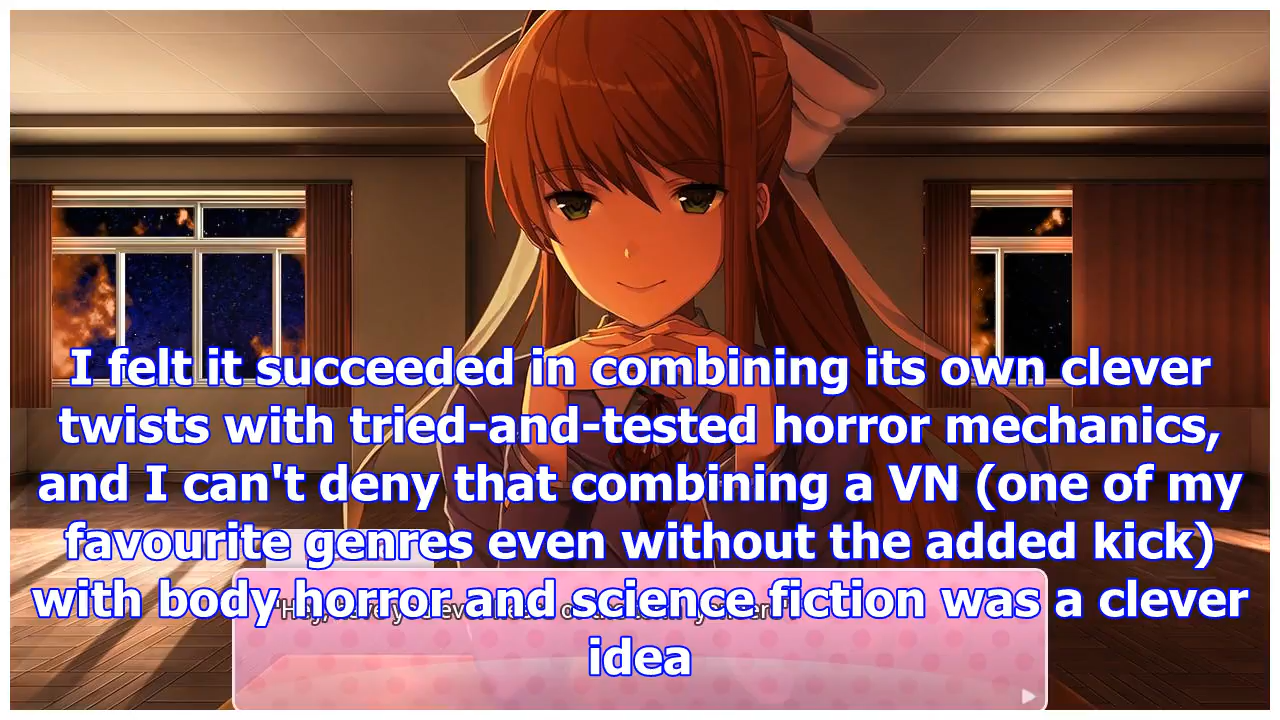 I felt it succeeded in combining its own clever
twists with tried-and-tested horror mechanics,
and I can't deny that combining a VN (one of my
favourite genres even without the added kick)
with body horror and science fiction was a clever
idea